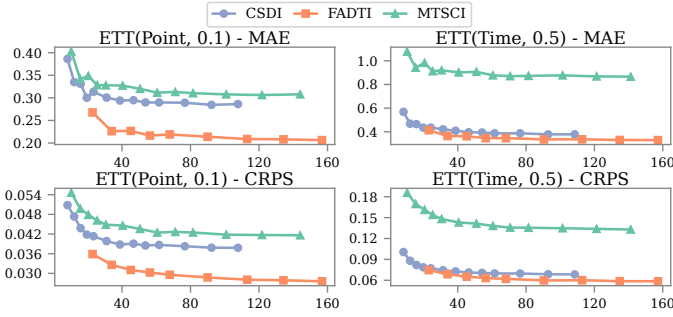 CSDI FADTI MTSCI
ETT(Point, 0.1) - MAE ETT(Time, 0.5) - MAE
0.40
0.35
0.30
0.25
0.20
40 80 120 160
1.0
0.8
0.6
0.4
40 80 120 160
ETT(Point, 0.1) - CRPS ETT(Time, 0.5) - CRPS
0.054
0.048
0.042
0.036
0.030
40 80 120 160
0.18
0.15
0.12
0.09
0.06
40 80 120 160